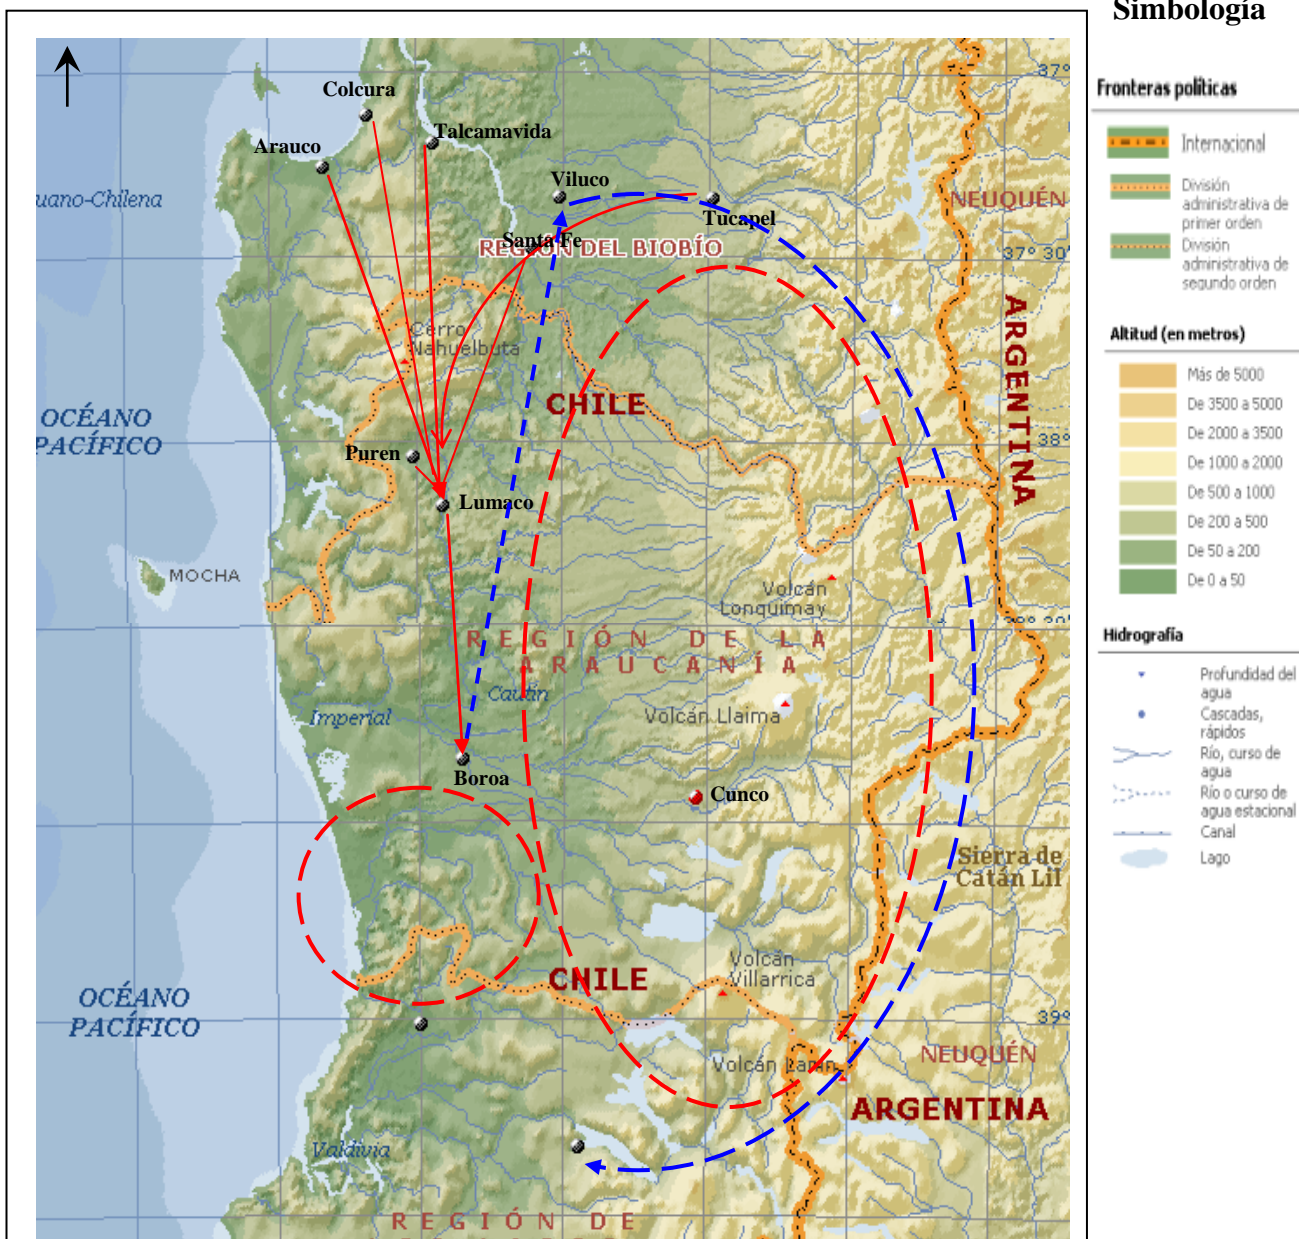 Simbología
Colcura
Talcamavida
Arauco
uano-Chilena
Viluco
Tucapel
Santa Fe
REGIÓN DEL BIOBÍO
NEUQUÉN
37°
37° 30'
Cerro
Nahuelbuta
CHILE
ARGENTINA
OCÉANO
PACÍFICO
38°
Puren
Lumaco
MOCHA
Volcán
Lonquimay
REGIÓN DE LA
ARAUCANÍA
Cautín
Imperial
Volcán Llaima
Boroa
Cunco
Sierra de
Catán Lil
Volcán
Villarrica
CHILE
OCÉANO
PACÍFICO
39°
NEUQUÉN
Volcán Lanín
ARGENTINA
Valdivia
REGIÓN DE
Fronteras políticas
Internacional
División
administrativa de
primer orden
División
administrativa de
segundo orden
Altitud (en metros)
Más de 5000
De 3500 a 5000
De 2000 a 3500
De 1000 a 2000
De 500 a 1000
De 200 a 500
De 50 a 200
De 0 a 50
Hidrografía
Profundidad del
agua
Cascadas,
rápidos
Río, curso de
agua
Río o curso de
agua estacional
Canal
Lago